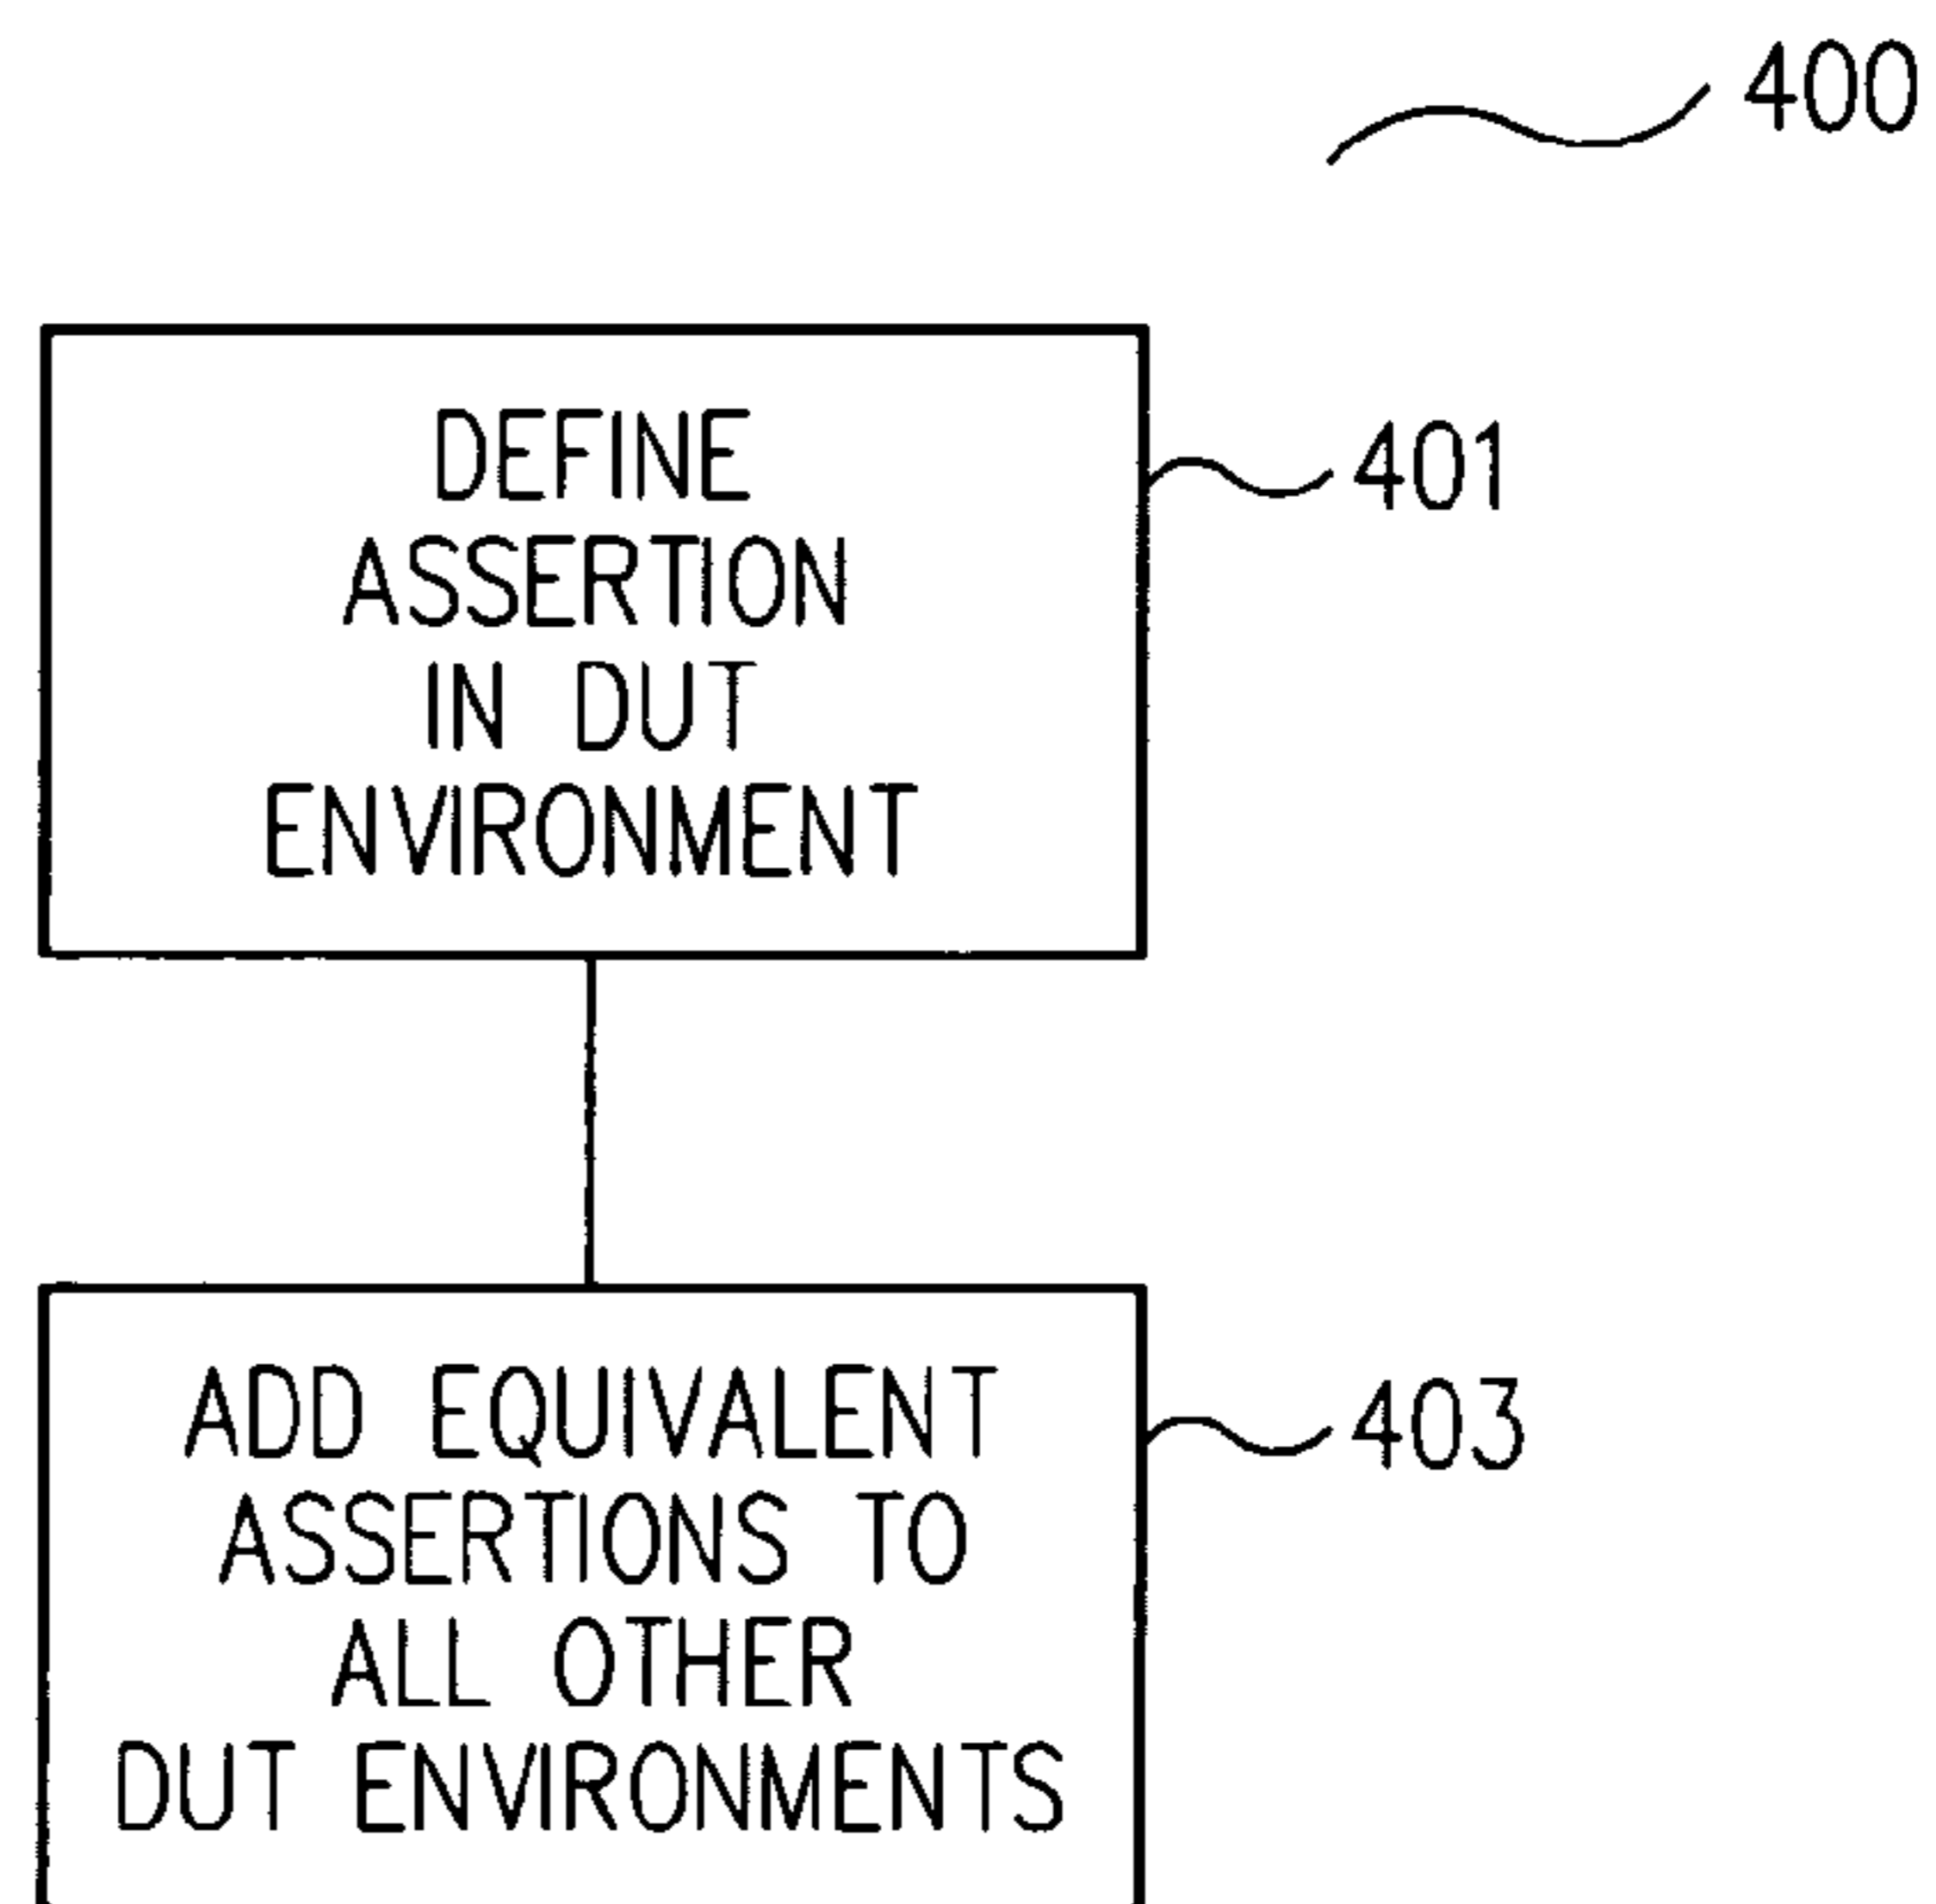 400
DEFINE
ASSERTION
IN DUT
ENVIRONMENT
401
ADD EQUIVALENT
ASSERTIONS TO
ALL OTHER
DUT ENVIRONMENTS
403